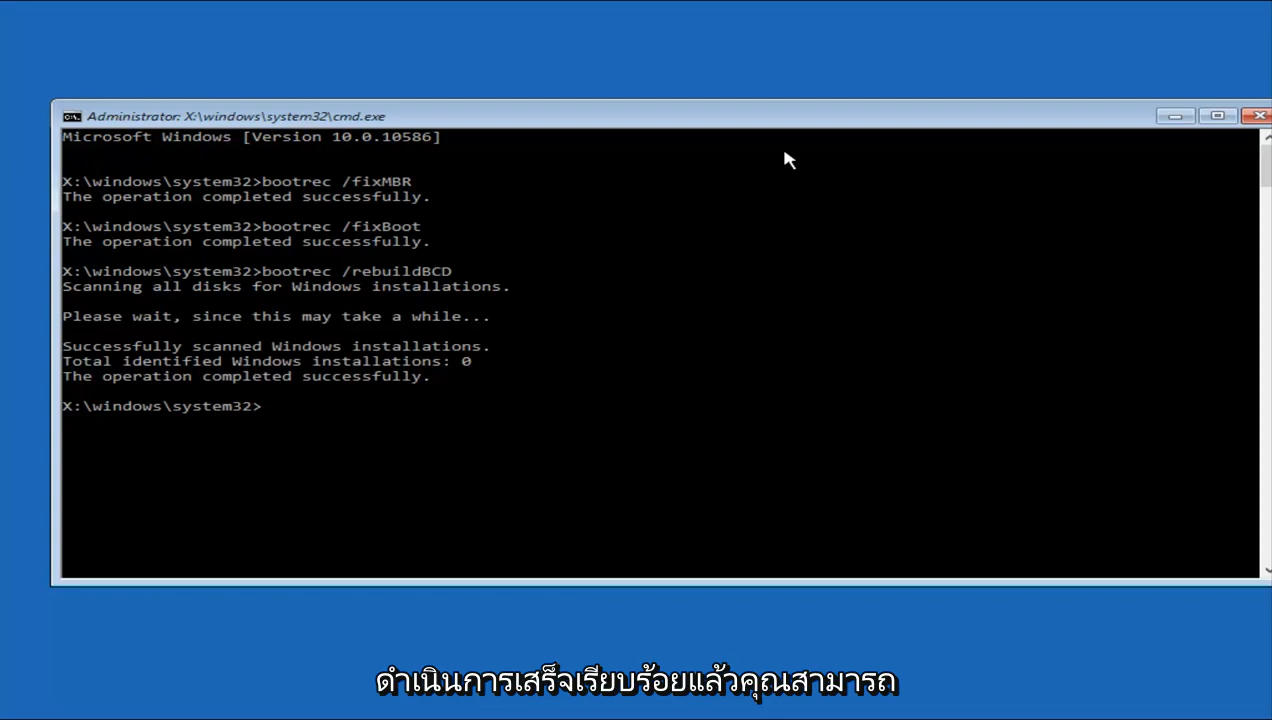 Administrator: X:\windows\system32\cmd.exe
Microsoft Windows [Version 10.0.10586]
X:\windows\system32>bootrec /fixMBR
The operation completed successfully.
X:\windows\system32>bootrec /fixBoot
The operation completed successfully.
X:\windows\system32>bootrec /rebuildBCD
Scanning all disks for Windows installations.
Please wait, since this may take a while...
Successfully scanned Windows installations.
Total identified Windows installations: 0
The operation completed successfully.
X:\windows\system32>
ดำเนินการเสร็จเรียบร้อยแล้วคุณสามารถ